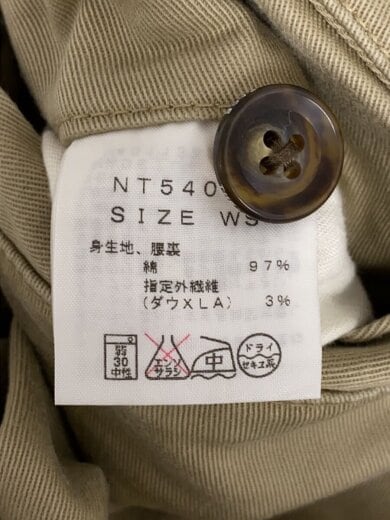 NT540
SIZE WS
身生地、腰裏
綿 97%
指定外繊維
(ダウXLA) 3%
弱
30
中性
エンソ
サラシ
中
ドライ
セキユ系